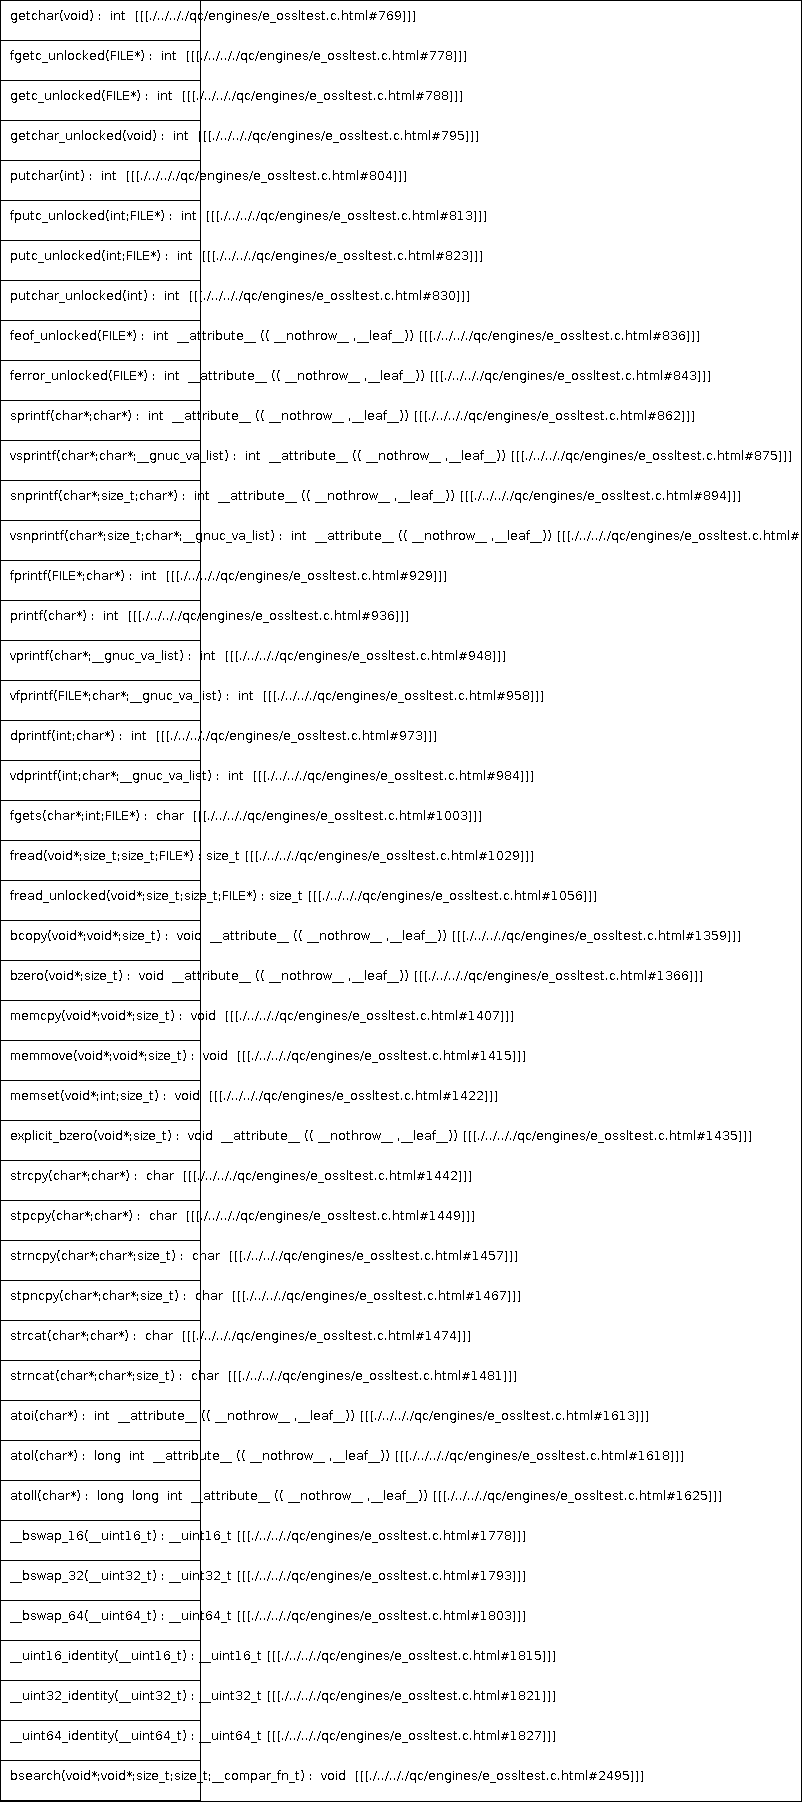 getchar(void) : int [[[./../././qc/engines/e_ossltest.c.html#769]]]
fgetc_unlocked(FILE*) : int [[[./../././qc/engines/e_ossltest.c.html#778]]]
getc_unlocked(FILE*) : int [[[./../././qc/engines/e_ossltest.c.html#788]]]
getchar_unlocked(void) : int [[[./../././qc/engines/e_ossltest.c.html#795]]]
putchar(int) : int [[[./../././qc/engines/e_ossltest.c.html#804]]]
fputc_unlocked(int;FILE*) : int [[[./../././qc/engines/e_ossltest.c.html#813]]]
putc_unlocked(int;FILE*) : int [[[./../././qc/engines/e_ossltest.c.html#823]]]
putchar_unlocked(int) : int [[[./../././qc/engines/e_ossltest.c.html#830]]]
feof_unlocked(FILE*) : int __attribute__ (( __nothrow__ ,__leaf__)) [[[./../././qc/engines/e_ossltest.c.html#836]]]
ferror_unlocked(FILE*) : int __attribute__ (( __nothrow__ ,__leaf__)) [[[./../././qc/engines/e_ossltest.c.html#843]]]
sprintf(char*;char*) : int __attribute__ (( __nothrow__ ,__leaf__)) [[[./../././qc/engines/e_ossltest.c.html#862]]]
vsprintf(char*;char*;__gnuc_va_list) : int __attribute__ (( __nothrow__ ,__leaf__)) [[[./../././qc/engines/e_ossltest.c.html#875]]]
snprintf(char*;size_t;char*) : int __attribute__ (( __nothrow__ ,__leaf__)) [[[./../././qc/engines/e_ossltest.c.html#894]]]
vsnprintf(char*;size_t;char*;__gnuc_va_list) : int __attribute__ (( __nothrow__ ,__leaf__)) [[[./../././qc/engines/e_ossltest.c.html#
fprintf(FILE*;char*) : int [[[./../././qc/engines/e_ossltest.c.html#929]]]
printf(char*) : int [[[./../././qc/engines/e_ossltest.c.html#936]]]
vprintf(char*;__gnuc_va_list) : int [[[./../././qc/engines/e_ossltest.c.html#948]]]
vfprintf(FILE*;char*;__gnuc_va_list) : int [[[./../././qc/engines/e_ossltest.c.html#958]]]
dprintf(int;char*) : int [[[./../././qc/engines/e_ossltest.c.html#973]]]
vdprintf(int;char*;__gnuc_va_list) : int [[[./../././qc/engines/e_ossltest.c.html#984]]]
fgets(char*;int;FILE*) : char [[[./../././qc/engines/e_ossltest.c.html#1003]]]
fread(void*;size_t;size_t;FILE*) : size_t [[[./../././qc/engines/e_ossltest.c.html#1029]]]
fread_unlocked(void*;size_t;size_t;FILE*) : size_t [[[./../././qc/engines/e_ossltest.c.html#1056]]]
bcopy(void*;void*;size_t) : void __attribute__ (( __nothrow__ ,__leaf__)) [[[./../././qc/engines/e_ossltest.c.html#1359]]]
bzero(void*;size_t) : void __attribute__ (( __nothrow__ ,__leaf__)) [[[./../././qc/engines/e_ossltest.c.html#1366]]]
memcpy(void*;void*;size_t) : void [[[./../././qc/engines/e_ossltest.c.html#1407]]]
memmove(void*;void*;size_t) : void [[[./../././qc/engines/e_ossltest.c.html#1415]]]
memset(void*;int;size_t) : void [[[./../././qc/engines/e_ossltest.c.html#1422]]]
explicit_bzero(void*;size_t) : void __attribute__ (( __nothrow__ ,__leaf__)) [[[./../././qc/engines/e_ossltest.c.html#1435]]]
strcpy(char*;char*) : char [[[./../././qc/engines/e_ossltest.c.html#1442]]]
stpcpy(char*;char*) : char [[[./../././qc/engines/e_ossltest.c.html#1449]]]
strncpy(char*;char*;size_t) : char [[[./../././qc/engines/e_ossltest.c.html#1457]]]
stpncpy(char*;char*;size_t) : char [[[./../././qc/engines/e_ossltest.c.html#1467]]]
strcat(char*;char*) : char [[[./../././qc/engines/e_ossltest.c.html#1474]]]
strncat(char*;char*;size_t) : char [[[./../././qc/engines/e_ossltest.c.html#1481]]]
atoi(char*) : int __attribute__ (( __nothrow__ ,__leaf__)) [[[./../././qc/engines/e_ossltest.c.html#1613]]]
atol(char*) : long int __attribute__ (( __nothrow__ ,__leaf__)) [[[./../././qc/engines/e_ossltest.c.html#1618]]]
atoll(char*) : long long int __attribute__ (( __nothrow__ ,__leaf__)) [[[./../././qc/engines/e_ossltest.c.html#1625]]]
__bswap_16(__uint16_t) : __uint16_t [[[./../././qc/engines/e_ossltest.c.html#1778]]]
__bswap_32(__uint32_t) : __uint32_t [[[./../././qc/engines/e_ossltest.c.html#1793]]]
__bswap_64(__uint64_t) : __uint64_t [[[./../././qc/engines/e_ossltest.c.html#1803]]]
__uint16_identity(__uint16_t) : __uint16_t [[[./../././qc/engines/e_ossltest.c.html#1815]]]
__uint32_identity(__uint32_t) : __uint32_t [[[./../././qc/engines/e_ossltest.c.html#1821]]]
__uint64_identity(__uint64_t) : __uint64_t [[[./../././qc/engines/e_ossltest.c.html#1827]]]
bsearch(void*;void*;size_t;size_t;__compar_fn_t) : void [[[./../././qc/engines/e_ossltest.c.html#2495]]]